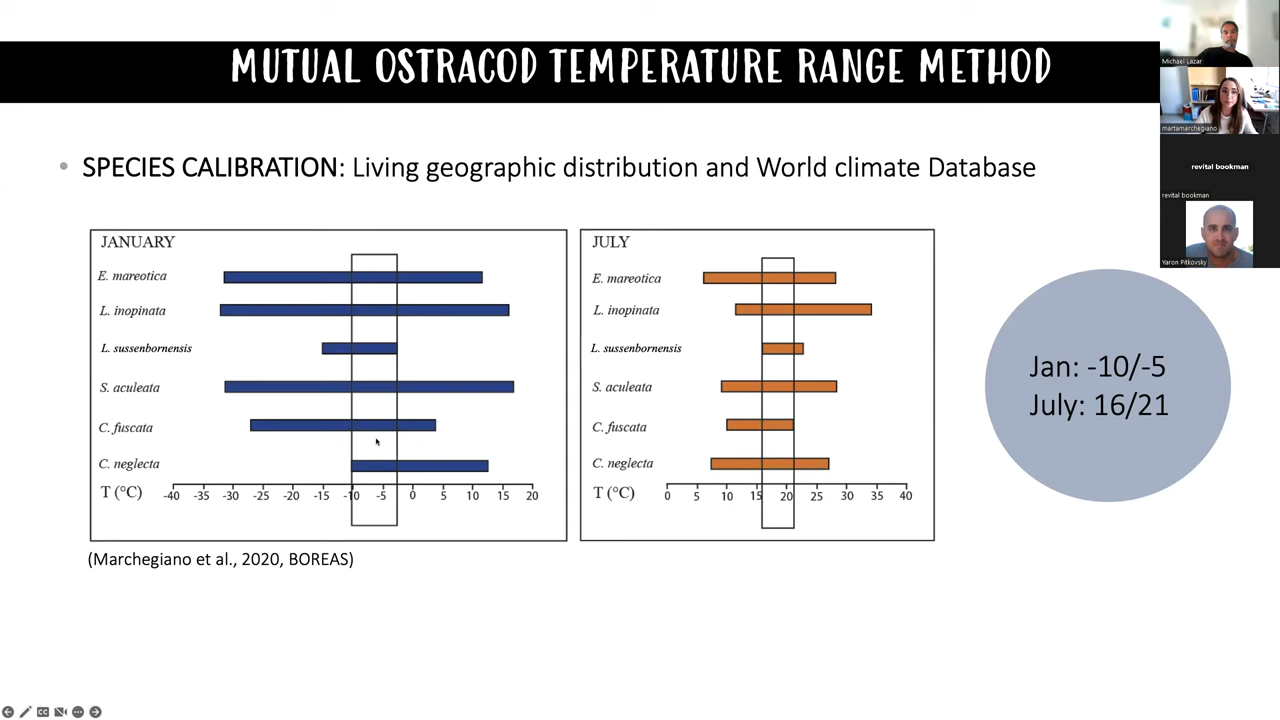 MUTUAL OSTRACOD TEMPERATURE RANGE METHOD
Michael Lazar
martamarchegiano
revital bookman
revital bookman
Yaron Pitkovsky
• SPECIES CALIBRATION: Living geographic distribution and World climate Database
JANUARY
E. mareotica
L. inopinata
L. sussenbornensis
S. aculeata
C. fuscata
C. neglecta
T (°C) -40 -35 -30 -25 -20 -15 -10 -5 0 5 10 15 20
JULY
E. mareotica
L. inopinata
L. sussenbornensis
S. aculeata
C. fuscata
C. neglecta
T (°C) 0 5 10 15 20 25 30 35 40
Jan: -10/-5
July: 16/21
(Marchegiano et al., 2020, BOREAS)
CC